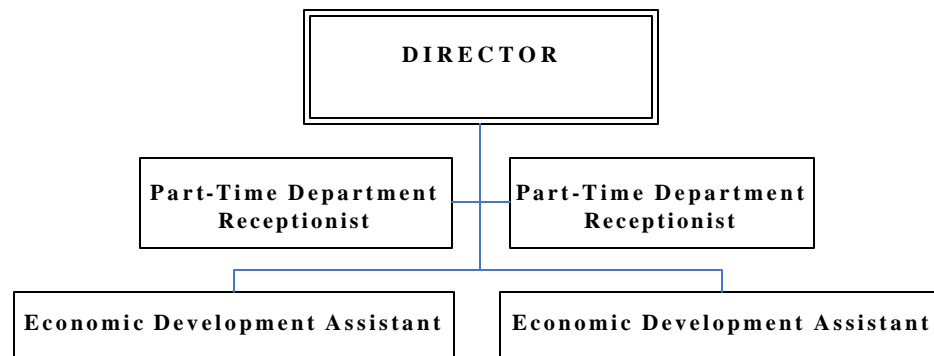 DIRECTOR
Part-Time Department
Receptionist
Part-Time Department
Receptionist
Economic Development Assistant
Economic Development Assistant